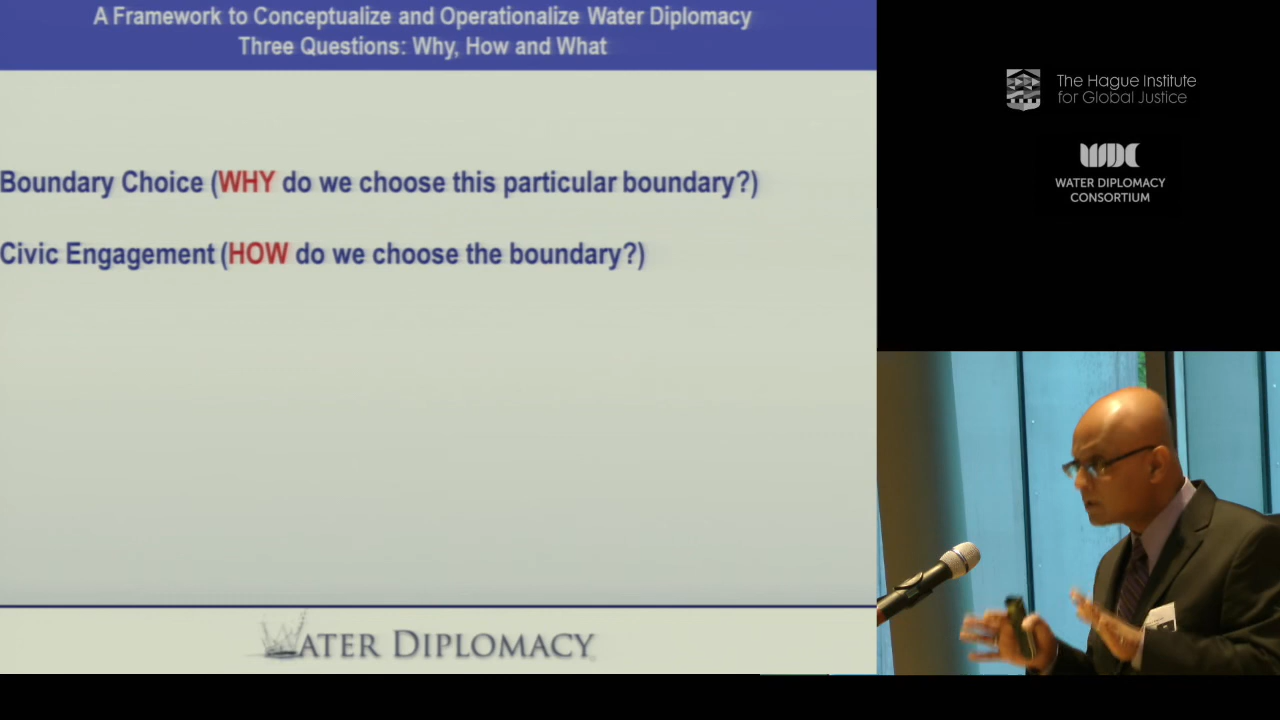 A Framework to Conceptualize and Operationalize Water Diplomacy
Three Questions: Why, How and What
Boundary Choice (WHY do we choose this particular boundary?)
Civic Engagement (HOW do we choose the boundary?)
WATER DIPLOMACY
The Hague Institute
for Global Justice
WDC
WATER DIPLOMACY
CONSORTIUM